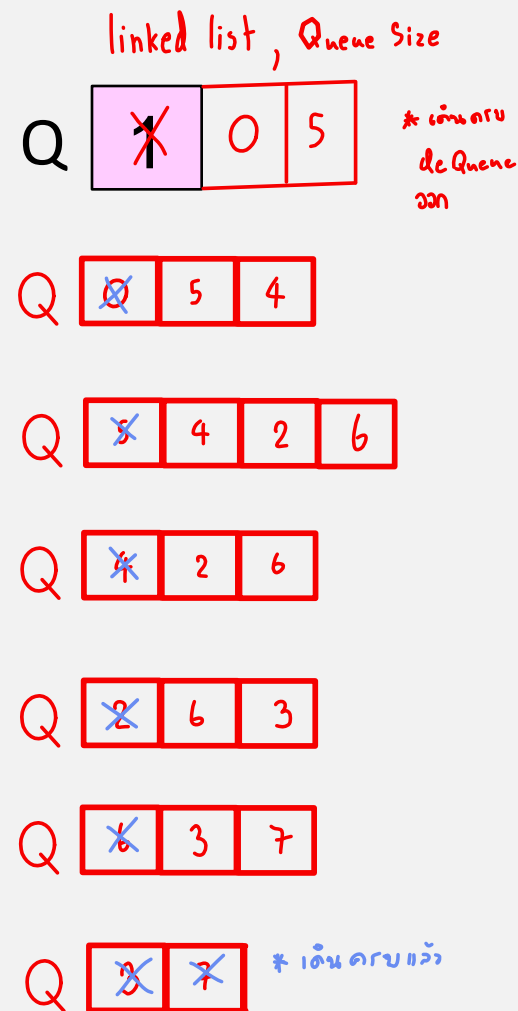 linked list, Queue Size
Q 1 0 5
* เดินครบ
de Queue
ออก
Q 0 5 4
Q 5 4 2 6
Q 4 2 6
Q 2 6 3
Q 6 3 7
Q 3 7 * เดินครบแล้ว